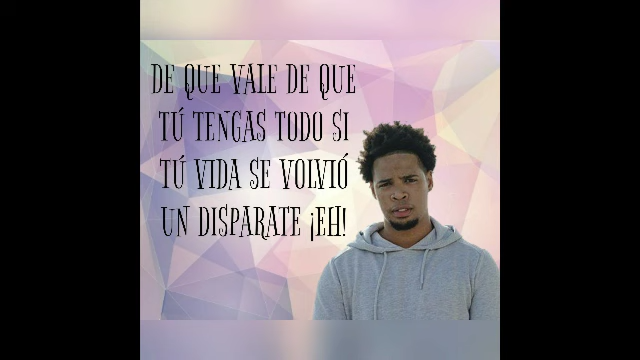 DE QUE VALE DE QUE
TÚ TENGAS TODO SI
TÚ VIDA SE VOLVIÓ
UN DISPARATE ¡EH!